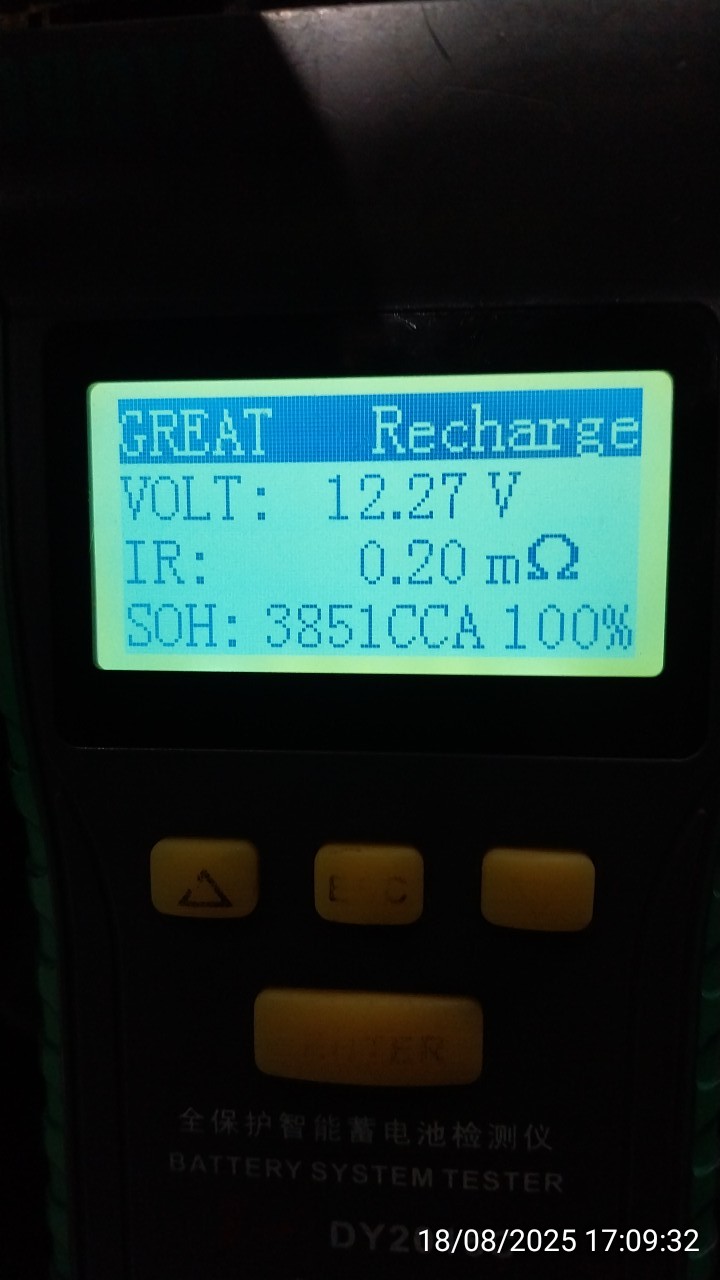 GREAT Recharge
VOLT: 12.27 V
IR: 0.20 mΩ
SOH: 3851CCA 100%
全保护智能蓄电池检测仪
BATTERY SYSTEM TESTER
18/08/2025 17:09:32